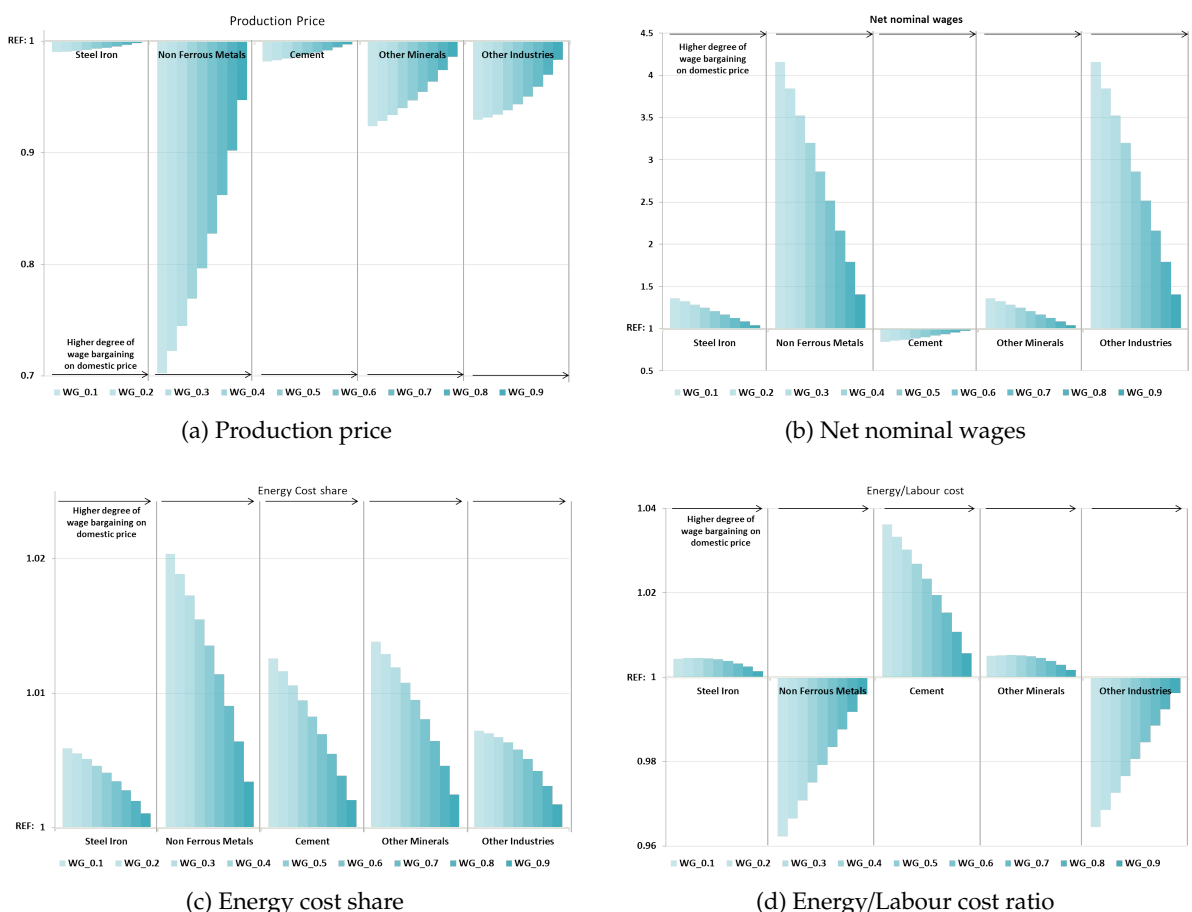 Production Price
REF: 1
Steel Iron
Non Ferrous Metals
Cement
Other Minerals
Other Industries
0.9
0.8
Higher degree of
wage bargaining
on domestic price
0.7
WG_0.1 WG_0.2 WG_0.3 WG_0.4 WG_0.5 WG_0.6 WG_0.7 WG_0.8 WG_0.9
(a) Production price
Net nominal wages
4.5
Higher degree of
wage bargaining
on domestic price
4
3.5
3
2.5
2
1.5
REF: 1
Steel Iron
Non Ferrous Metals
Cement
Other Minerals
Other Industries
0.5
WG_0.1 WG_0.2 WG_0.3 WG_0.4 WG_0.5 WG_0.6 WG_0.7 WG_0.8 WG_0.9
(b) Net nominal wages
Energy Cost share
Higher degree of
wage bargaining on
domestic price
1.02
1.01
REF: 1
Steel Iron
Non Ferrous Metals
Cement
Other Minerals
Other Industries
WG_0.1 WG_0.2 WG_0.3 WG_0.4 WG_0.5 WG_0.6 WG_0.7 WG_0.8 WG_0.9
(c) Energy cost share
Energy/Labour cost
1.04
Higher degree of
wage bargaining on
domestic price
1.02
REF: 1
Steel Iron
Non Ferrous Metals
Cement
Other Minerals
Other Industries
0.98
0.96
WG_0.1 WG_0.2 WG_0.3 WG_0.4 WG_0.5 WG_0.6 WG_0.7 WG_0.8 WG_0.9
(d) Energy/Labour cost ratio